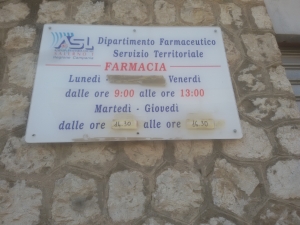 ASL
Dipartimento Farmaceutico
Servizio Territoriale
FARMACIA
Lunedì Venerdì
dalle ore 9:00 alle ore 13:00
Martedì - Giovedì
dalle ore alle ore